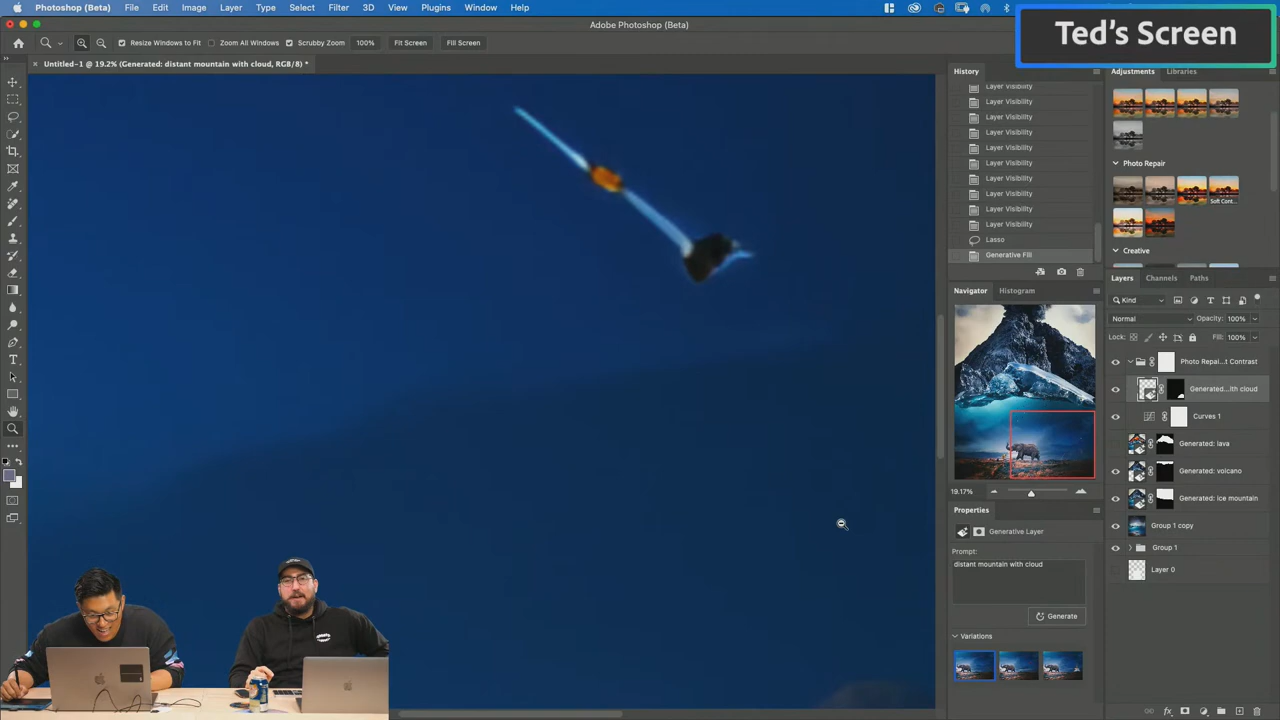 Photoshop (Beta) File Edit Image Layer Type Select Filter 3D View Plugins Window Help
Adobe Photoshop (Beta)
Ted's Screen
Resize Windows to Fit Zoom All Windows Scrubby Zoom 100% Fit Screen Fill Screen
Untitled-1 @ 19.2% (Generated: distant mountain with cloud, RGB/8) *
History
Layer Visibility
Layer Visibility
Layer Visibility
Layer Visibility
Layer Visibility
Layer Visibility
Layer Visibility
Layer Visibility
Layer Visibility
Layer Visibility
Lasso
Generative Fill
Navigator Histogram
19.17%
Properties
Generative Layer
Prompt:
distant mountain with cloud
Generate
Variations
Adjustments Libraries
Photo Repair
Soft Cont...
Creative
Layers Channels Paths
Kind
Normal Opacity: 100%
Lock: Fill: 100%
Photo Repai...t Contrast
Generated...ith cloud
Curves 1
Generated: lava
Generated: volcano
Generated: ice mountain
Group 1 copy
Group 1
Layer 0
fx